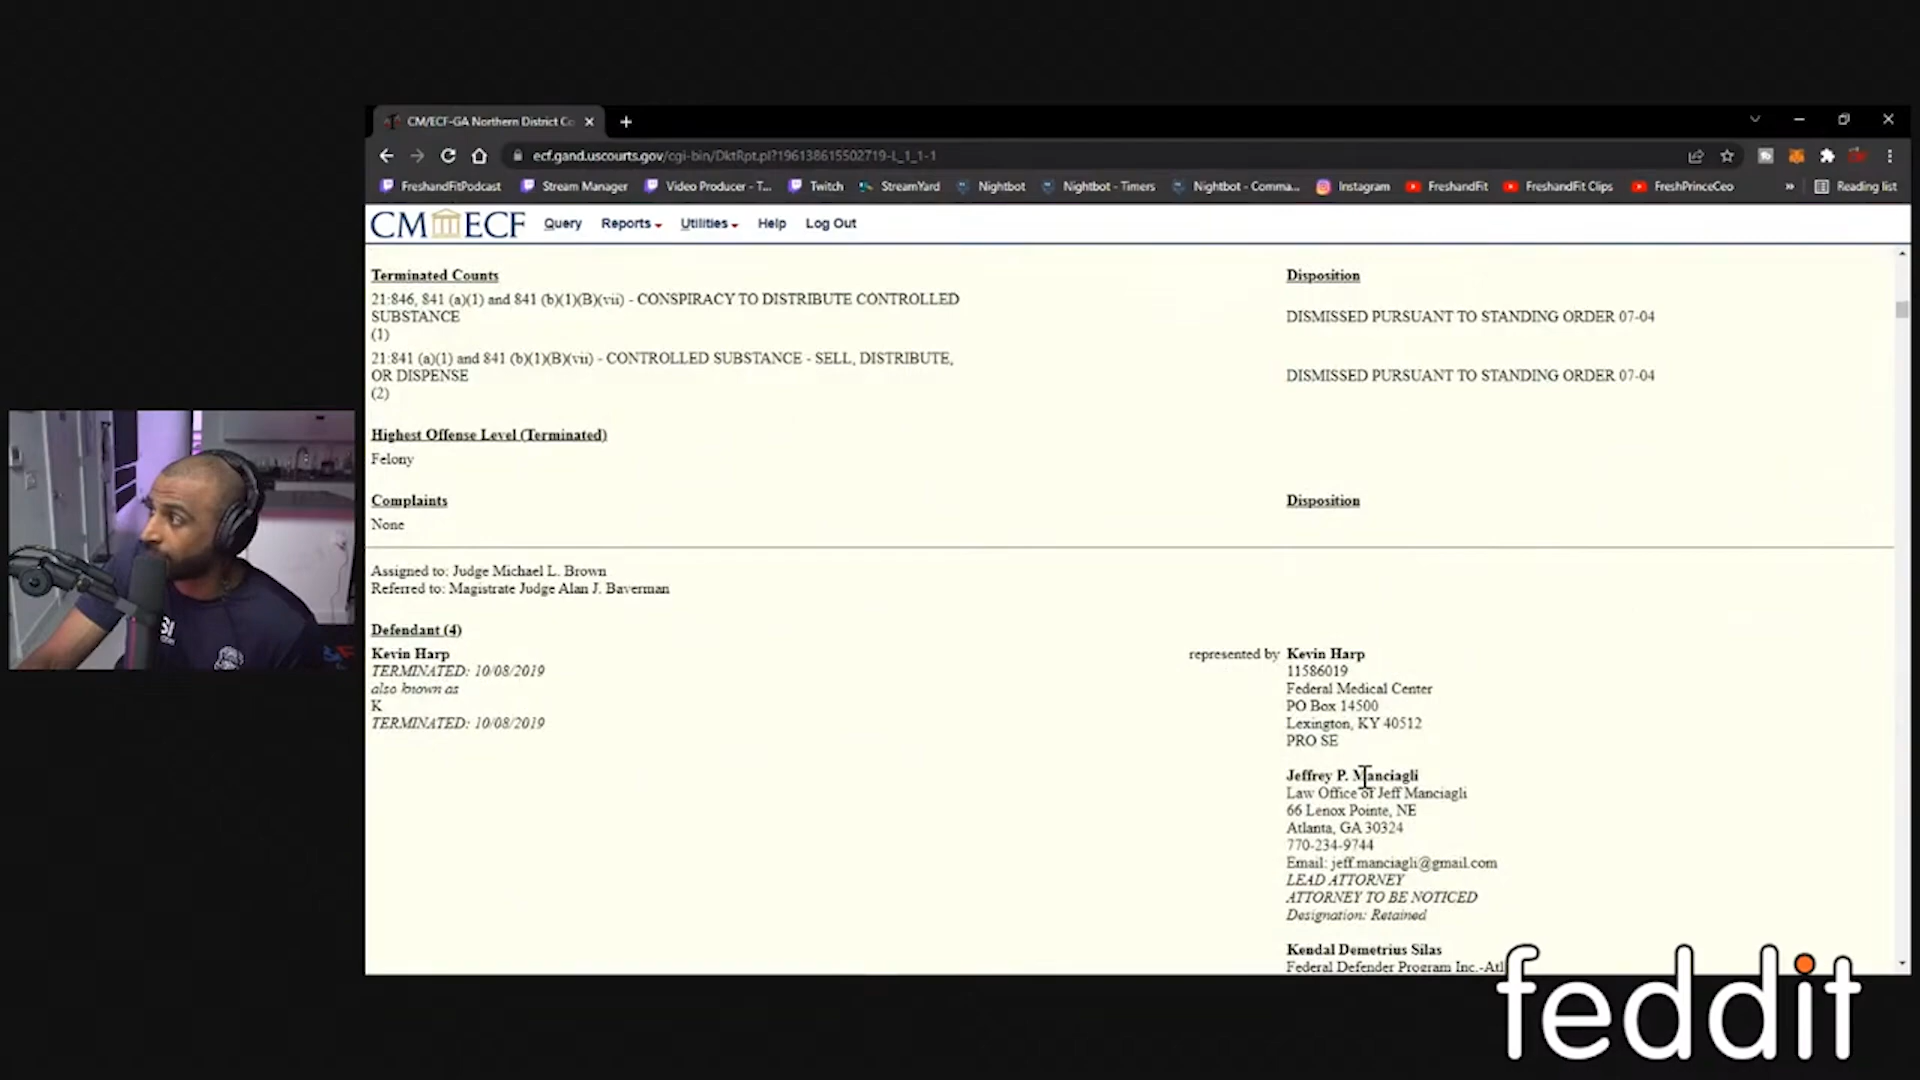 CM/ECF-GA Northern District Co
ecf.gand.uscourts.gov/cgi-bin/DktRpt.pl?196138615502719-L_1_1-1
FreshandFitPodcast Stream Manager Video Producer - T... Twitch StreamYard Nightbot Nightbot - Timers Nightbot - Comma... Instagram FreshandFit FreshandFit Clips FreshPrinceCeo » Reading list
CM ECF Query Reports Utilities Help Log Out
Terminated Counts Disposition
21:846, 841 (a)(1) and 841 (b)(1)(B)(vii) - CONSPIRACY TO DISTRIBUTE CONTROLLED
SUBSTANCE DISMISSED PURSUANT TO STANDING ORDER 07-04
(1)
21:841 (a)(1) and 841 (b)(1)(B)(vii) - CONTROLLED SUBSTANCE - SELL, DISTRIBUTE,
OR DISPENSE DISMISSED PURSUANT TO STANDING ORDER 07-04
(2)
Highest Offense Level (Terminated)
Felony
Complaints Disposition
None
Assigned to: Judge Michael L. Brown
Referred to: Magistrate Judge Alan J. Baverman
Defendant (4)
Kevin Harp represented by Kevin Harp
TERMINATED: 10/08/2019 11586019
also known as Federal Medical Center
K PO Box 14500
TERMINATED: 10/08/2019 Lexington, KY 40512
PRO SE
Jeffrey P. Manciagli
Law Office of Jeff Manciagli
66 Lenox Pointe, NE
Atlanta, GA 30324
770-234-9744
Email: jeff.manciagli@gmail.com
LEAD ATTORNEY
ATTORNEY TO BE NOTICED
Designation: Retained
Kendal Demetrius Silas
Federal Defender Program Inc.-Atl
feddit